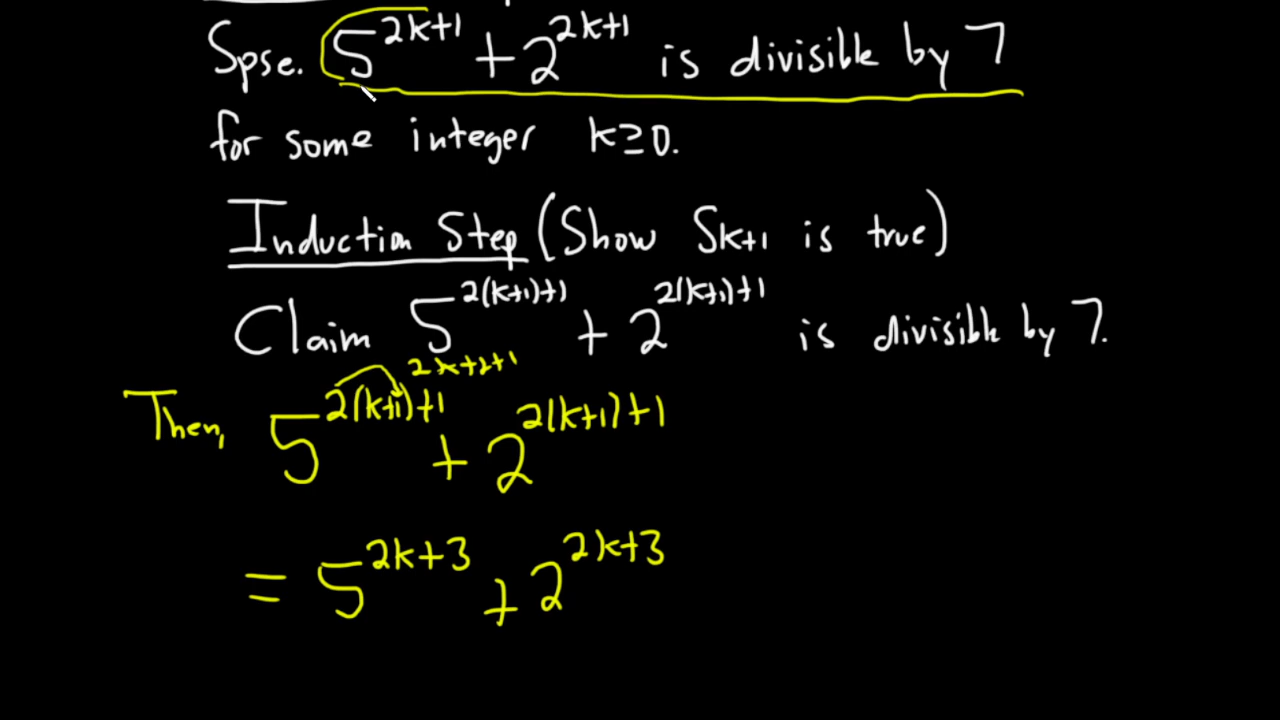 Spse. 5^{2k+1} + 2^{2k+1} is divisible by 7
for some integer k ≥ 0.
Induction Step (Show S_{k+1} is true)
Claim 5^{2(k+1)+1} + 2^{2(k+1)+1} is divisible by 7.
2k+2+1
Then, 5^{2(k+1)+1} + 2^{2(k+1)+1}
= 5^{2k+3} + 2^{2k+3}